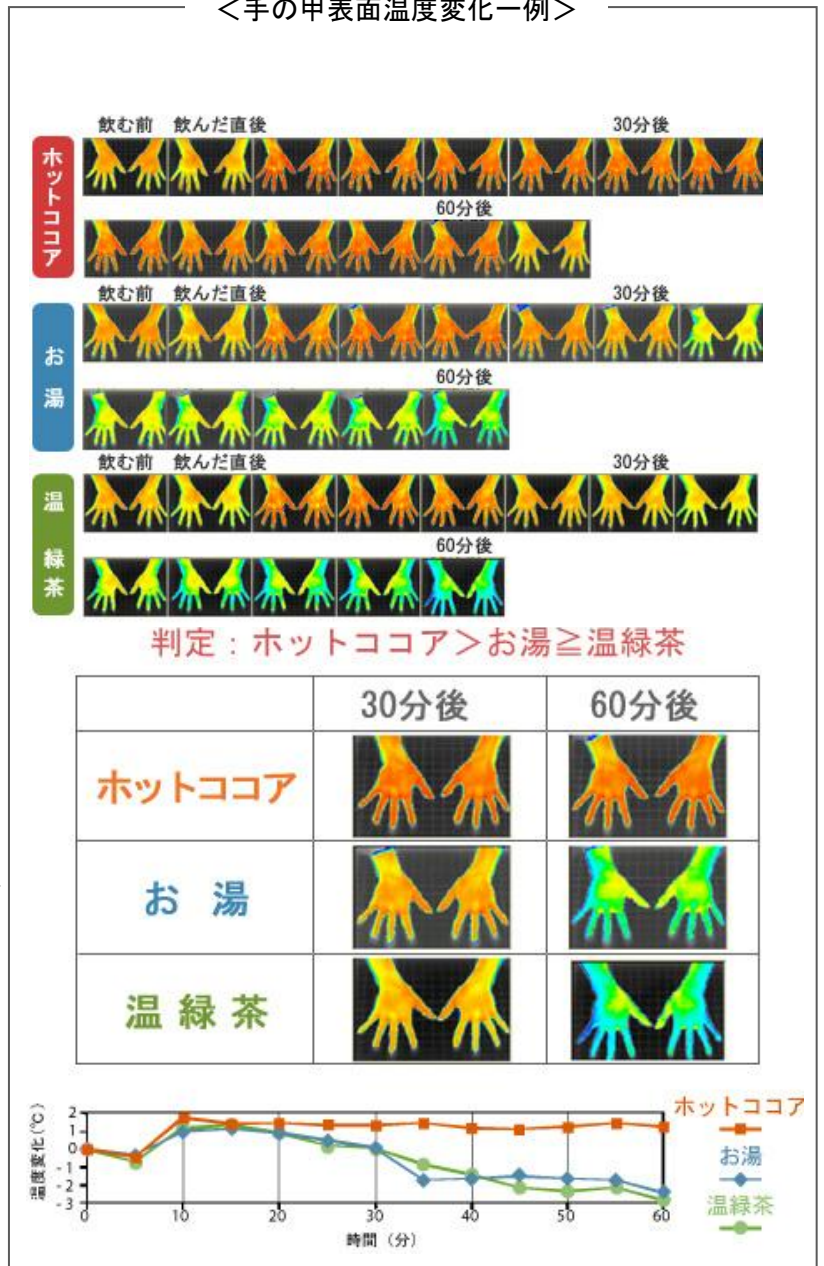 ＜手の甲表面温度変化一例＞
飲む前 飲んだ直後 30分後
ホットココア
60分後
飲む前 飲んだ直後 30分後
お湯
60分後
飲む前 飲んだ直後 30分後
温緑茶
60分後
判定：ホットココア＞お湯≧温緑茶
30分後 60分後
ホットココア
お湯
温緑茶
温度変化(℃)
2
1
0
-1
-2
-3
0 10 20 30 40 50 60
時間（分）
ホットココア
お湯
温緑茶